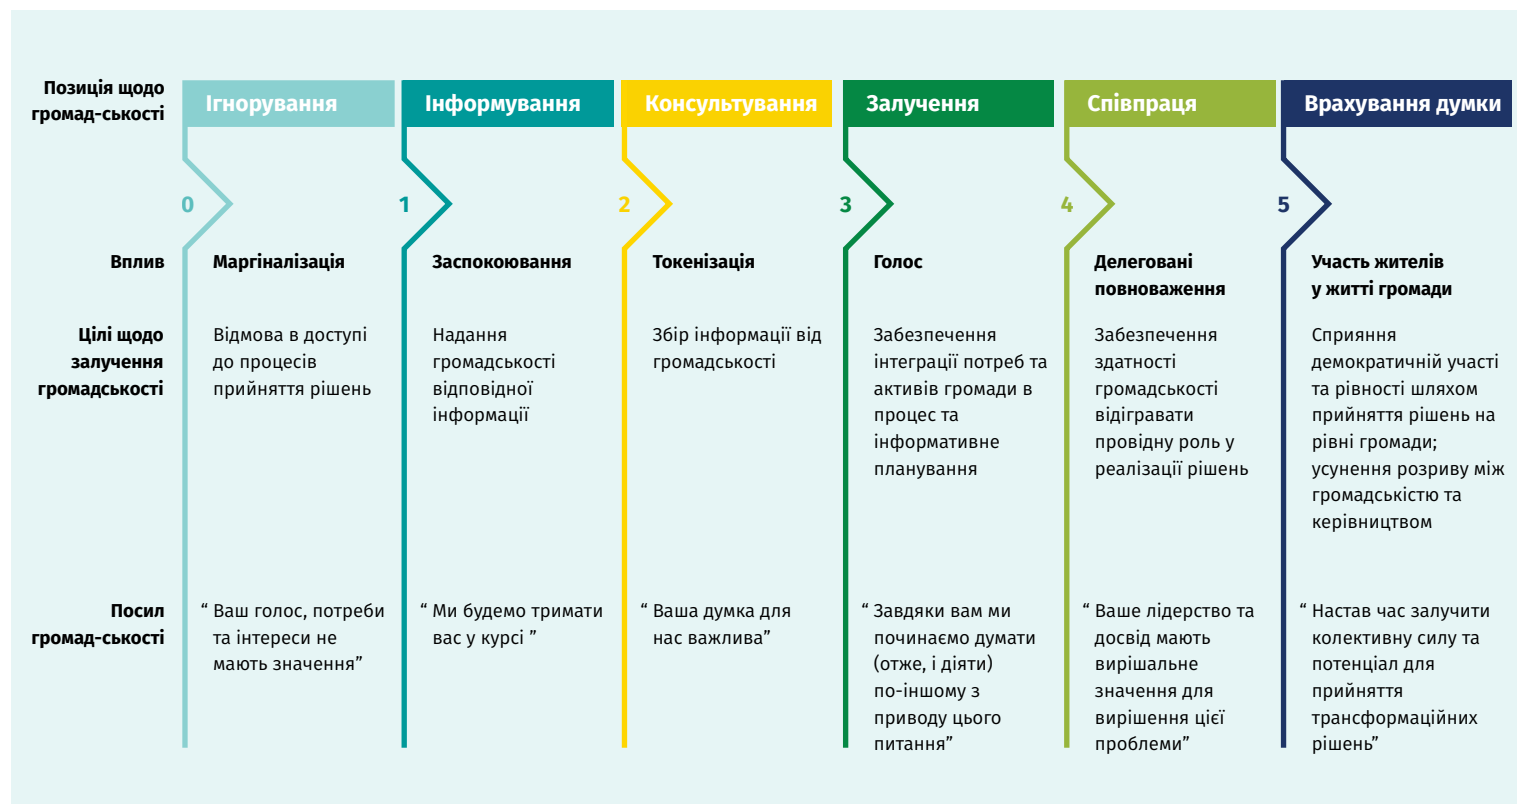 Позиція щодо
громад-ськості
Ігнорування
Інформування
Консультування
Залучення
Співпраця
Врахування думки
0
1
2
3
4
5
Вплив
Маргіналізація
Заспокоювання
Токенізація
Голос
Делеговані
повноваження
Участь жителів
у житті громади
Цілі щодо
залучення
громадськості
Відмова в доступі
до процесів
прийняття рішень
Надання
громадськості
відповідної
інформації
Збір інформації від
громадськості
Забезпечення
інтеграції потреб та
активів громади в
процес та
інформативне
планування
Забезпечення
здатності
громадськості
відігравати
провідну роль у
реалізації рішень
Сприяння
демократичній участі
та рівності шляхом
прийняття рішень на
рівні громади;
усунення розриву між
громадськістю та
керівництвом
Посил
громад-ськості
“ Ваш голос, потреби
та інтереси не
мають значення”
“ Ми будемо тримати
вас у курсі ”
“ Ваша думка для
нас важлива”
“ Завдяки вам ми
починаємо думати
(отже, і діяти)
по-іншому з
приводу цього
питання”
“ Ваше лідерство та
досвід мають
вирішальне
значення для
вирішення цієї
проблеми”
“ Настав час залучити
колективну силу та
потенціал для
прийняття
трансформаційних
рішень”